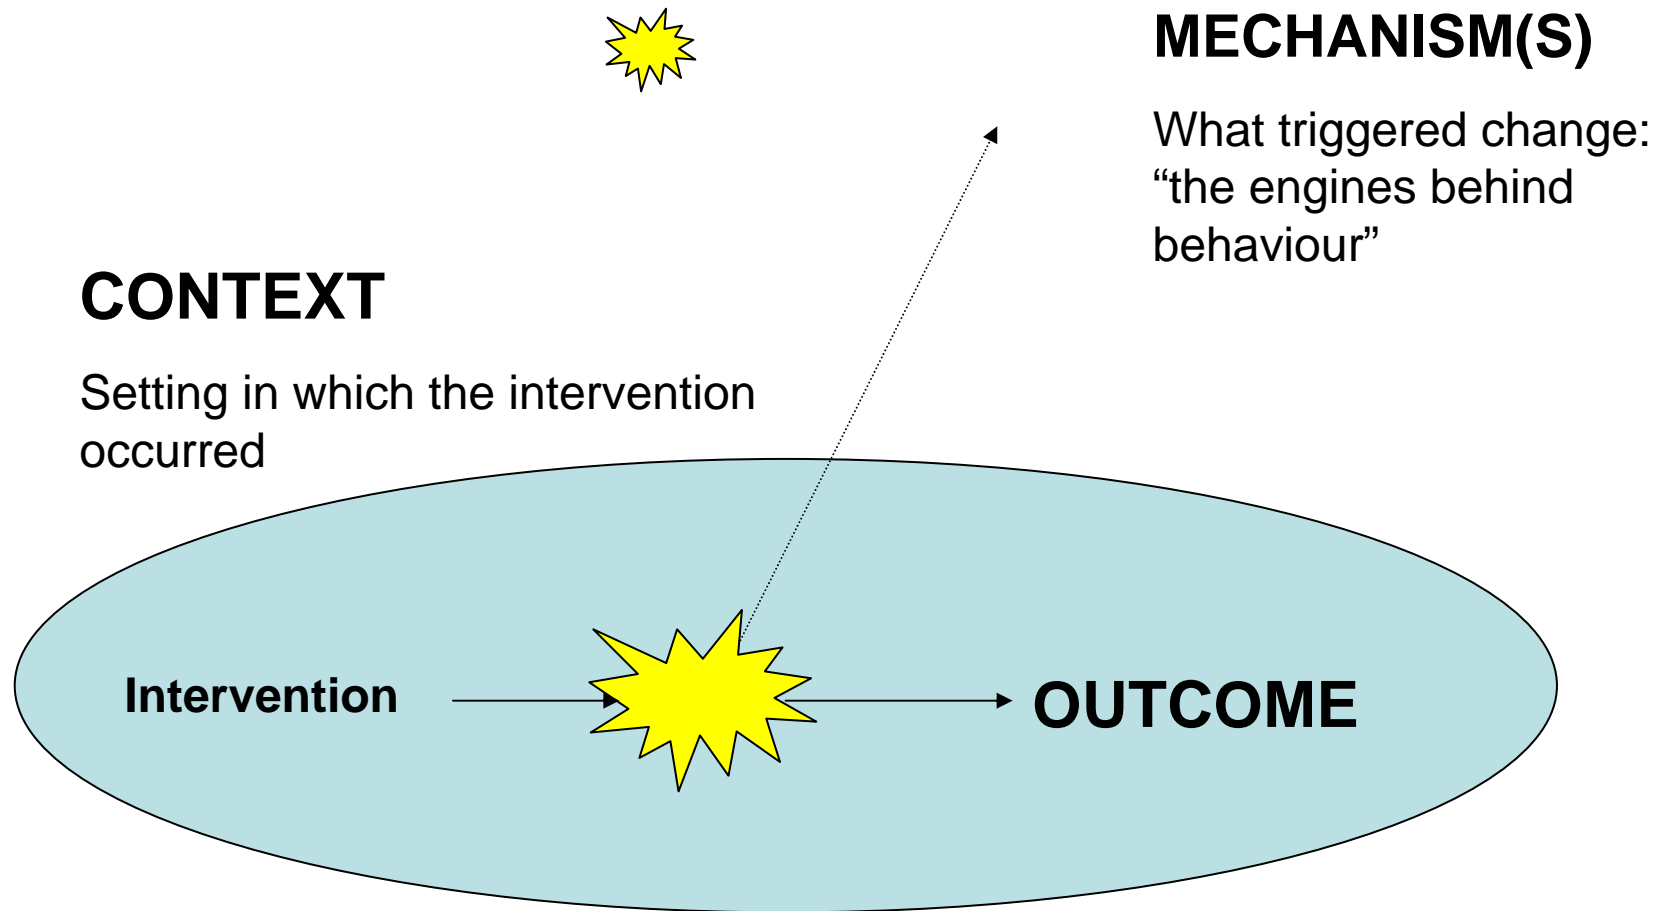 MECHANISM(S)
What triggered change:
“the engines behind
behaviour”
CONTEXT
Setting in which the intervention
occurred
Intervention
OUTCOME